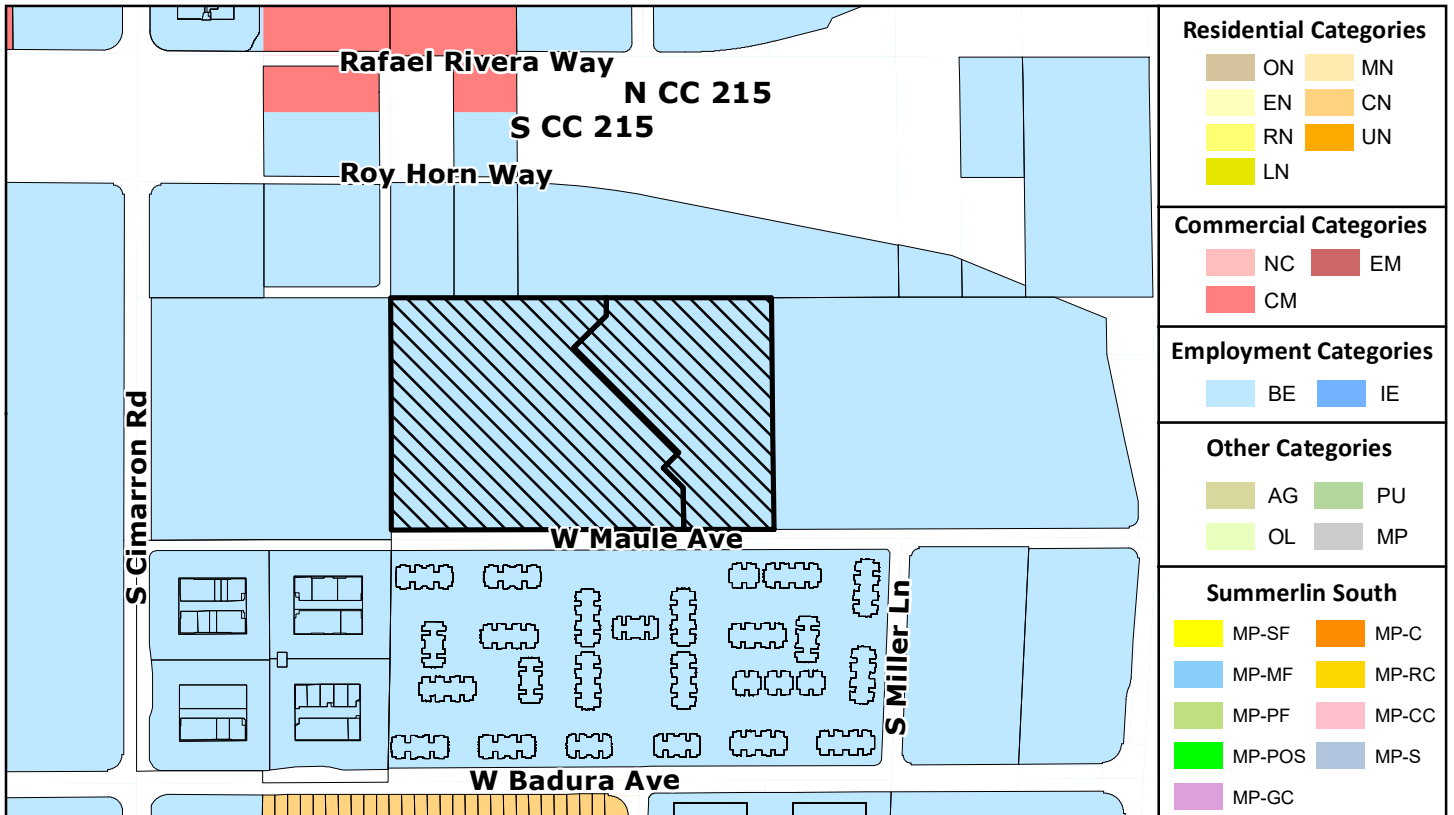 Rafael Rivera Way
N CC 215
S CC 215
Roy Horn Way
S Cimarron Rd
W Maule Ave
S Miller Ln
W Badura Ave
Residential Categories
ON MN
EN CN
RN UN
LN
Commercial Categories
NC EM
CM
Employment Categories
BE IE
Other Categories
AG PU
OL MP
Summerlin South
MP-SF MP-C
MP-MF MP-RC
MP-PF MP-CC
MP-POS MP-S
MP-GC